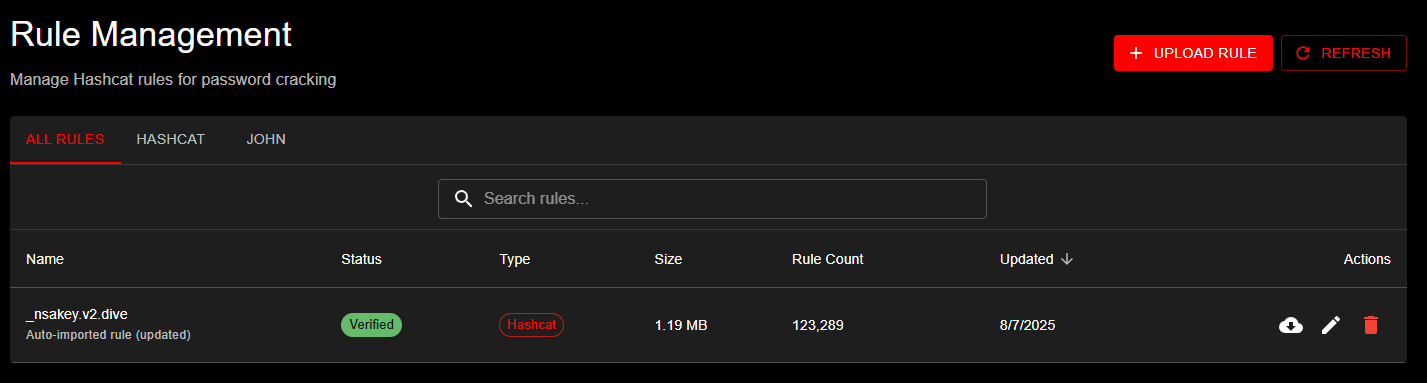 Rule Management
Manage Hashcat rules for password cracking
UPLOAD RULE
REFRESH
ALL RULES HASHCAT JOHN
Search rules...
Name Status Type Size Rule Count Updated Actions
_nsakey.v2.dive
Auto-imported rule (updated)
Verified Hashcat 1.19 MB 123,289 8/7/2025